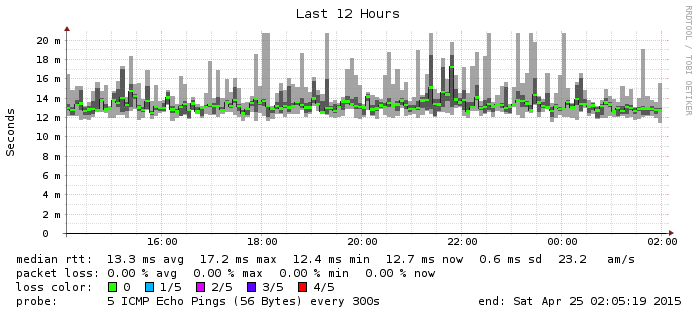 Last 12 Hours
RRDTOOL / TOBI OETIKER
Seconds
20 m
18 m
16 m
14 m
12 m
10 m
8 m
6 m
4 m
2 m
0
16:00 18:00 20:00 22:00 00:00 02:00
median rtt: 13.3 ms avg 17.2 ms max 12.4 ms min 12.7 ms now 0.6 ms sd 23.2 am/s
packet loss: 0.00 % avg 0.00 % max 0.00 % min 0.00 % now
loss color: 0 1/5 2/5 3/5 4/5
probe: 5 ICMP Echo Pings (56 Bytes) every 300s end: Sat Apr 25 02:05:19 2015